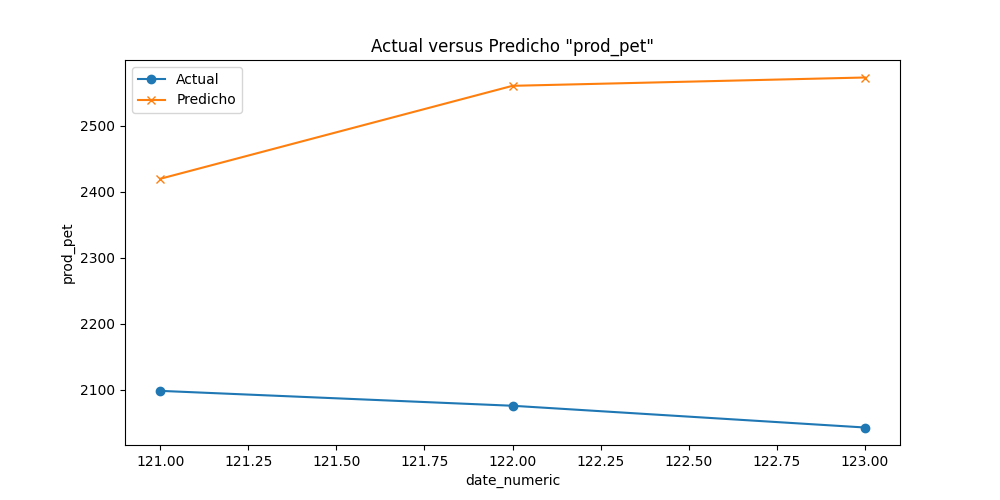 Actual versus Predicho "prod_pet"
Actual
Predicho
2500
2400
2300
2200
2100
prod_pet
121.00 121.25 121.50 121.75 122.00 122.25 122.50 122.75 123.00
date_numeric